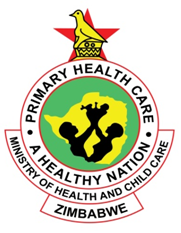 • PRIMARY HEALTH CARE •
A HEALTHY NATION
MINISTRY OF HEALTH AND CHILD CARE
ZIMBABWE